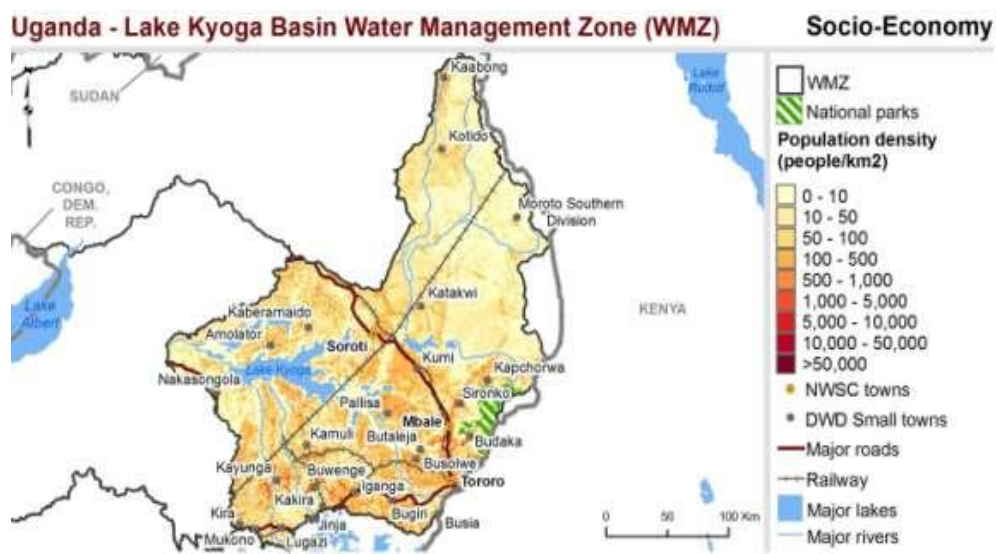 Uganda - Lake Kyoga Basin Water Management Zone (WMZ)
Socio-Economy
SUDAN
CONGO,
DEM.
REP.
Lake
Albert
Lake
Rudolf
KENYA
Kaabong
Kotido
Moroto Southern
Division
Katakwi
Kaberamaido
Amolator
Soroti
Kumi
Lake Kyoga
Nakasongola
Kapchorwa
Sironko
Pallisa
Mbale
Kamuli
Butaleja
Budaka
Kayunga
Buwenge
Busolwe
Kakira
Iganga
Tororo
Kira
Jinja
Bugiri
Busia
Mukono
Lugazi
0 50 100 Km
WMZ
National parks
Population density
(people/km2)
0 - 10
10 - 50
50 - 100
100 - 500
500 - 1,000
1,000 - 5,000
5,000 - 10,000
10,000 - 50,000
>50,000
NWSC towns
DWD Small towns
Major roads
Railway
Major lakes
Major rivers